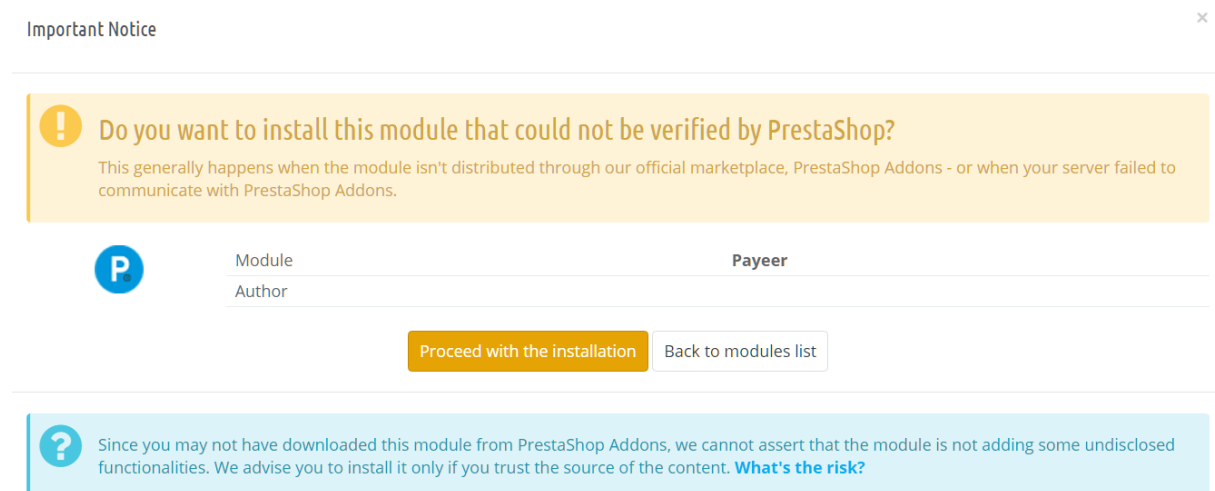 Important Notice
×
Do you want to install this module that could not be verified by PrestaShop?
This generally happens when the module isn't distributed through our official marketplace, PrestaShop Addons - or when your server failed to
communicate with PrestaShop Addons.
P
Module Payeer
Author
Proceed with the installation Back to modules list
Since you may not have downloaded this module from PrestaShop Addons, we cannot assert that the module is not adding some undisclosed
functionalities. We advise you to install it only if you trust the source of the content. What's the risk?